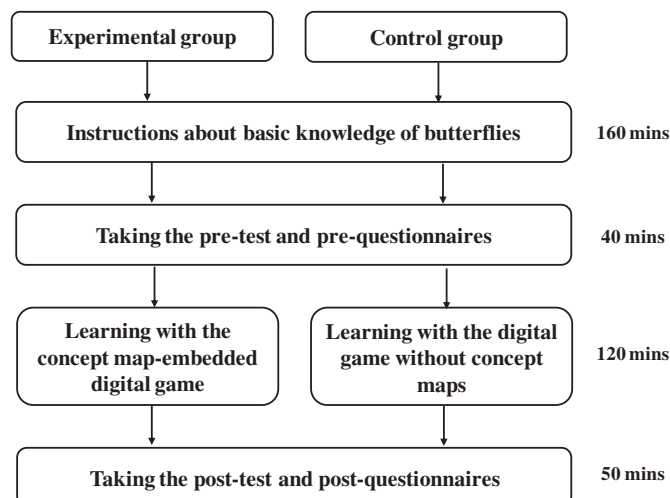 Experimental group
Control group
Instructions about basic knowledge of butterflies
160 mins
Taking the pre-test and pre-questionnaires
40 mins
Learning with the
concept map-embedded
digital game
Learning with the digital
game without concept
maps
120 mins
Taking the post-test and post-questionnaires
50 mins